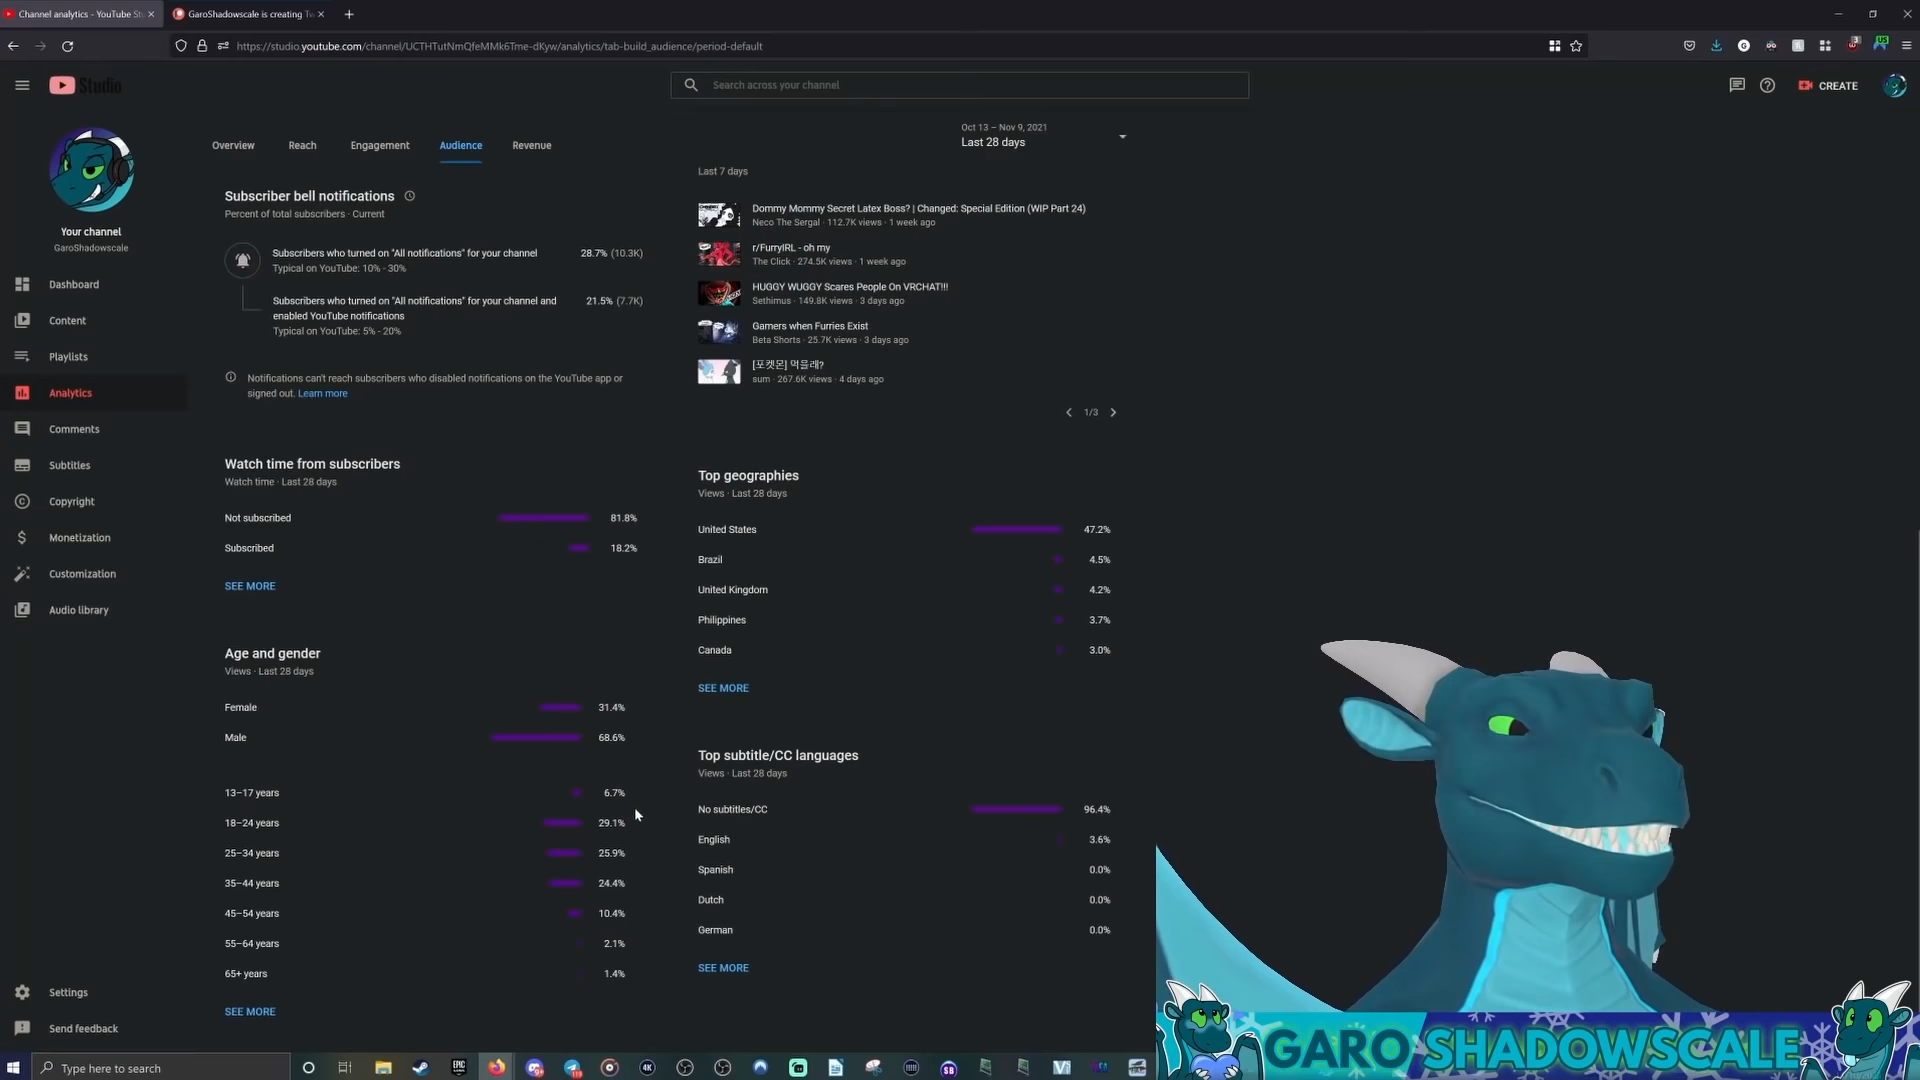 Channel analytics - YouTube St
GaroShadowscale is creating Tw
https://studio.youtube.com/channel/UCTHTutNmQfeMMk6Tme-dKyw/analytics/tab-build_audience/period-default
3
US
Studio
Search across your channel
CREATE
Your channel
GaroShadowscale
Dashboard
Content
Playlists
Analytics
Comments
Subtitles
Copyright
Monetization
Customization
Audio library
Settings
Send feedback
Overview
Reach
Engagement
Audience
Revenue
Oct 13 – Nov 9, 2021
Last 28 days
Subscriber bell notifications
Percent of total subscribers · Current
Subscribers who turned on "All notifications" for your channel 28.7% (10.3K)
Typical on YouTube: 10% - 30%
Subscribers who turned on "All notifications" for your channel and 21.5% (7.7K)
enabled YouTube notifications
Typical on YouTube: 5% - 20%
Notifications can't reach subscribers who disabled notifications on the YouTube app or
signed out. Learn more
Watch time from subscribers
Watch time · Last 28 days
Not subscribed 81.8%
Subscribed 18.2%
SEE MORE
Age and gender
Views · Last 28 days
Female 31.4%
Male 68.6%
13–17 years 6.7%
18–24 years 29.1%
25–34 years 25.9%
35–44 years 24.4%
45–54 years 10.4%
55–64 years 2.1%
65+ years 1.4%
SEE MORE
Last 7 days
Dommy Mommy Secret Latex Boss? | Changed: Special Edition (WIP Part 24)
Neco The Sergal · 112.7K views · 1 week ago
r/FurryIRL - oh my
The Click · 274.5K views · 1 week ago
HUGGY WUGGY Scares People On VRCHAT!!!
Sethimus · 149.8K views · 3 days ago
Gamers when Furries Exist
Beta Shorts · 25.7K views · 3 days ago
[포켓몬] 먹을래?
sum · 267.6K views · 4 days ago
1/3
Top geographies
Views · Last 28 days
United States 47.2%
Brazil 4.5%
United Kingdom 4.2%
Philippines 3.7%
Canada 3.0%
SEE MORE
Top subtitle/CC languages
Views · Last 28 days
No subtitles/CC 96.4%
English 3.6%
Spanish 0.0%
Dutch 0.0%
German 0.0%
SEE MORE
Type here to search
EPIC
4K
SB
GARO SHADOWSCALE